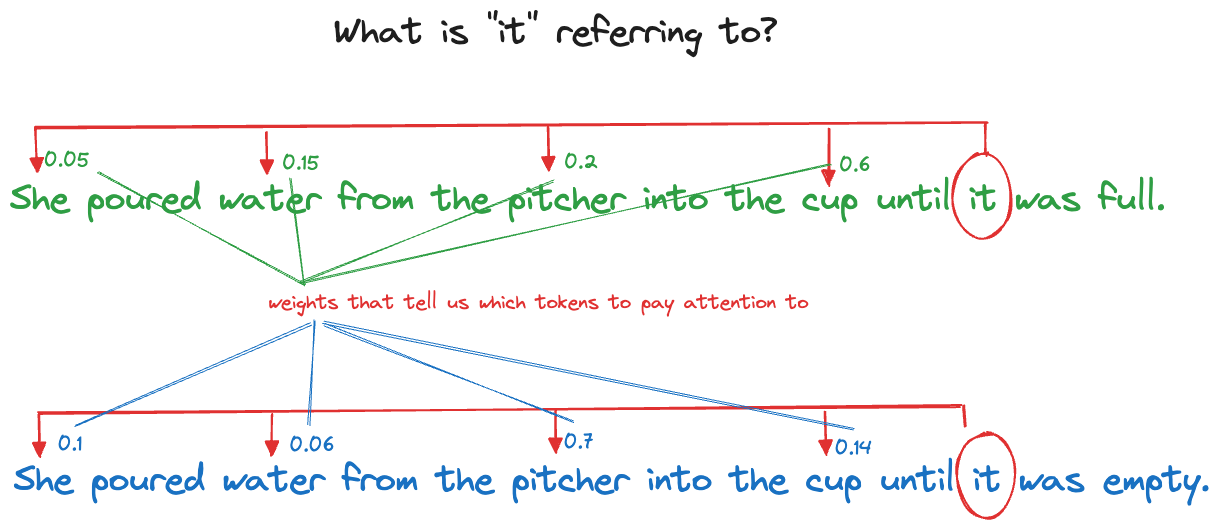 What is "it" referring to?
0.05 0.15 0.2 0.6
She poured water from the pitcher into the cup until it was full.
weights that tell us which tokens to pay attention to
0.1 0.06 0.7 0.14
She poured water from the pitcher into the cup until it was empty.